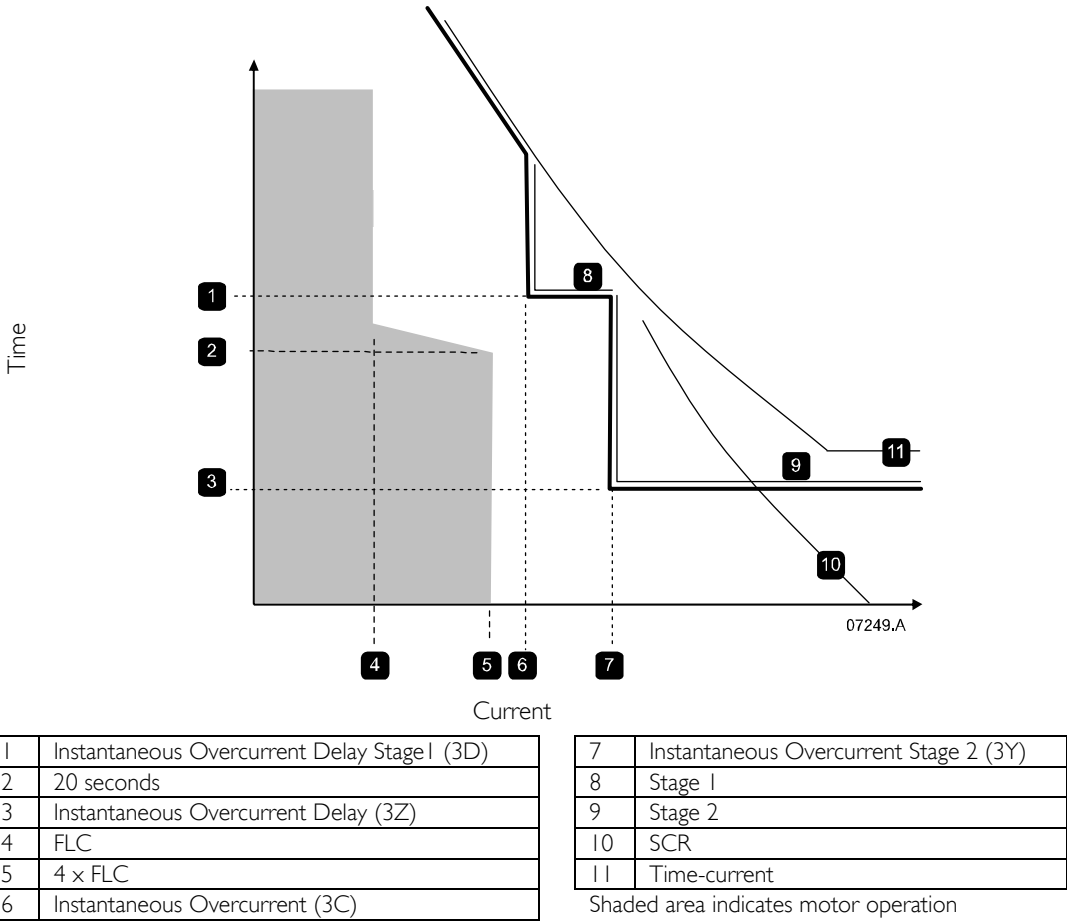 Time
1
2
3
8
9
11
10
07249.A
4
5
6
7
Current
1 Instantaneous Overcurrent Delay Stage1 (3D)
2 20 seconds
3 Instantaneous Overcurrent Delay (3Z)
4 FLC
5 4 x FLC
6 Instantaneous Overcurrent (3C)
7 Instantaneous Overcurrent Stage 2 (3Y)
8 Stage 1
9 Stage 2
10 SCR
11 Time-current
Shaded area indicates motor operation